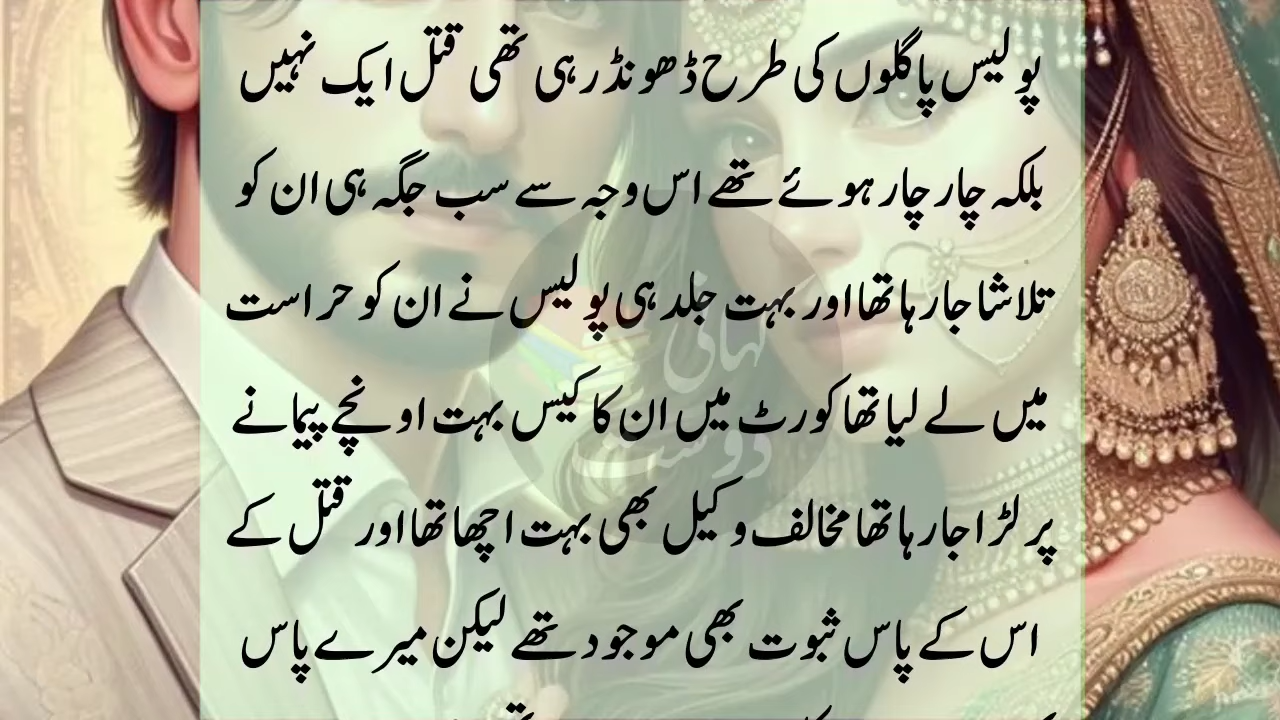 پولیس پاگلوں کی طرح ڈھونڈ رہی تھی قتل ایک نہیں
بلکہ چار چار ہوئے تھے اس وجہ سے سب جگہ ہی ان کو
تلاشا جا رہا تھا اور بہت جلد ہی پولیس نے ان کو حراست
میں لے لیا تھا کورٹ میں ان کا کیس بہت اونچے پیمانے
پر لڑا جا رہا تھا مخالف وکیل بھی بہت اچھا تھا اور قتل کے
اس کے پاس ثبوت بھی موجود تھے لیکن میرے پاس
کہانی
دوست